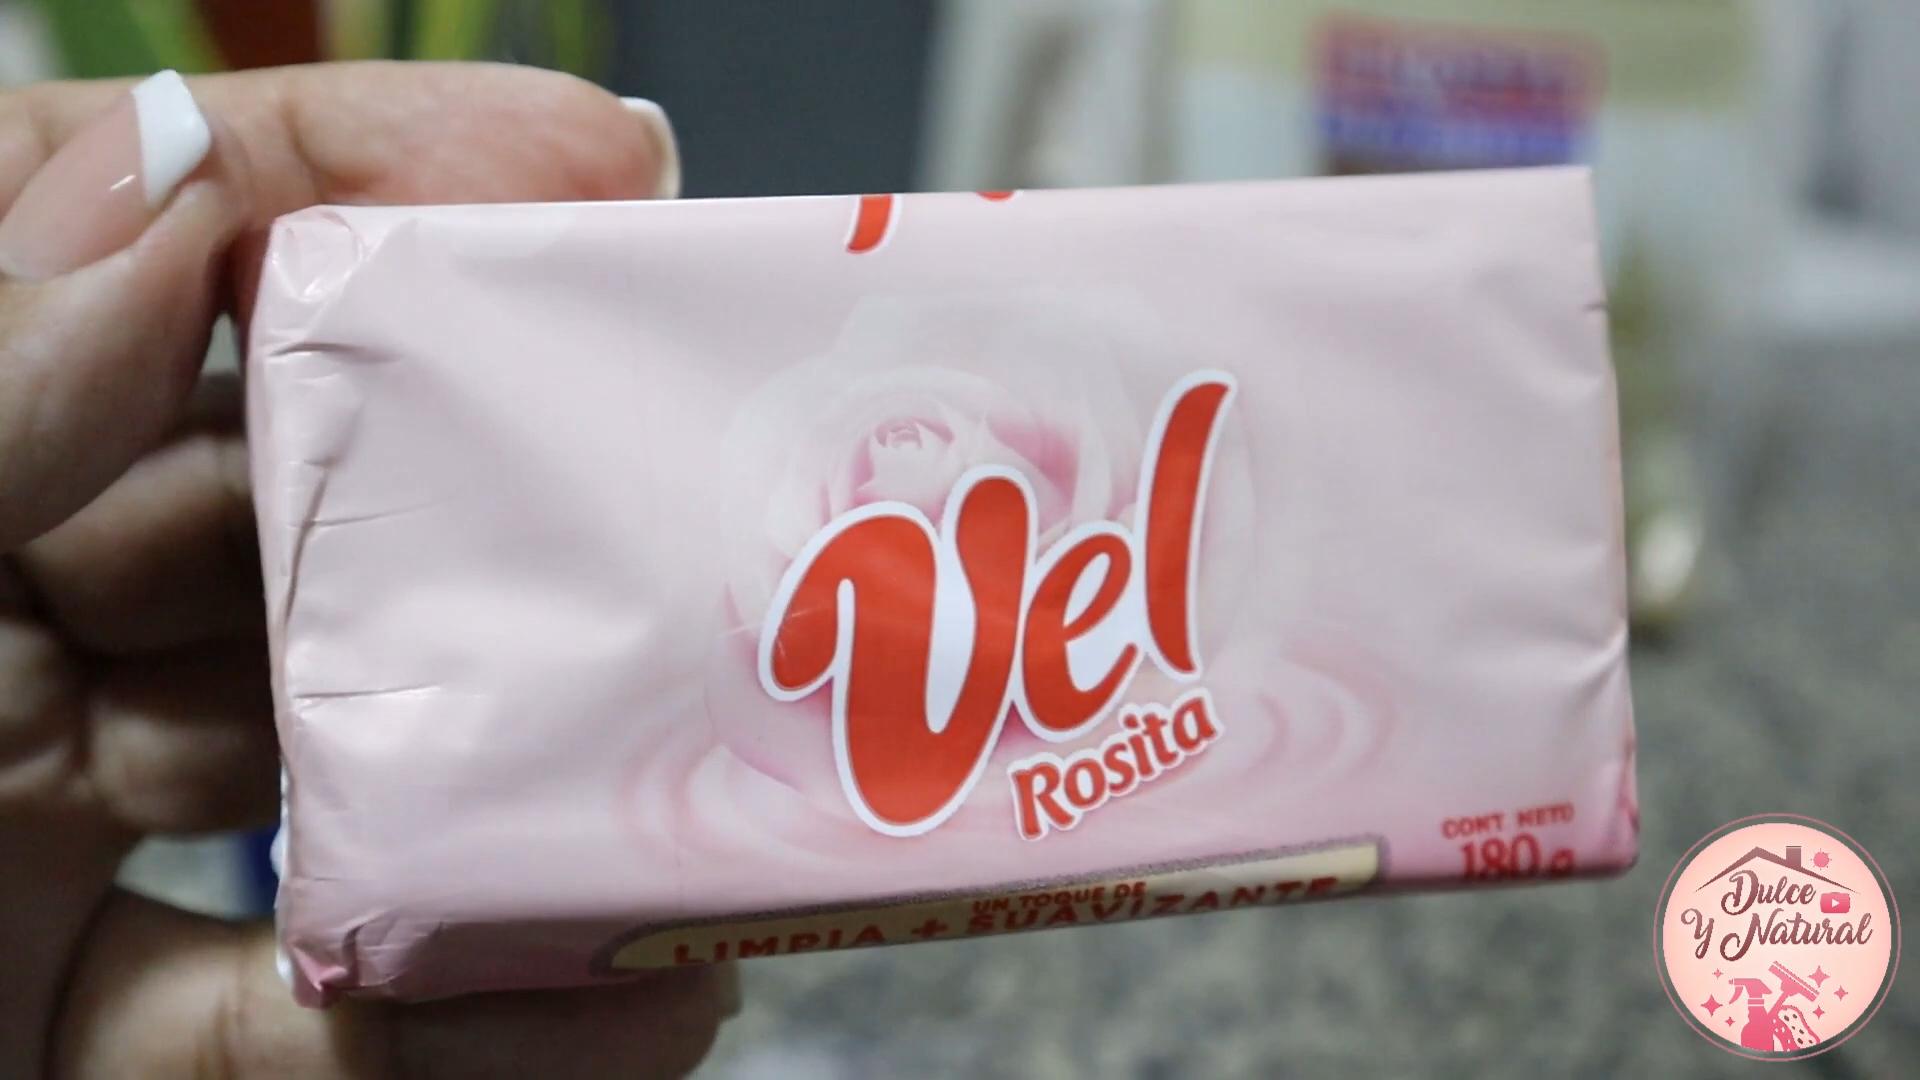 Vel
Rosita
CONT NETO
180 g
UN TOQUE DE
LIMPIA + SUAVIZANTE
Dulce
Y Natural